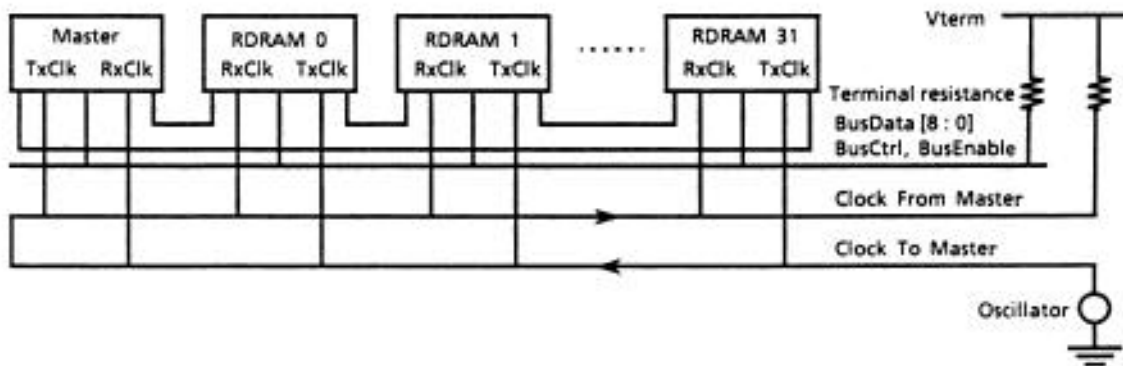 Master
TxClk RxClk
RDRAM 0
RxClk TxClk
RDRAM 1
RxClk TxClk
RDRAM 31
RxClk TxClk
Vterm
Terminal resistance
BusData [8 : 0]
BusCtrl, BusEnable
Clock From Master
Clock To Master
Oscillator